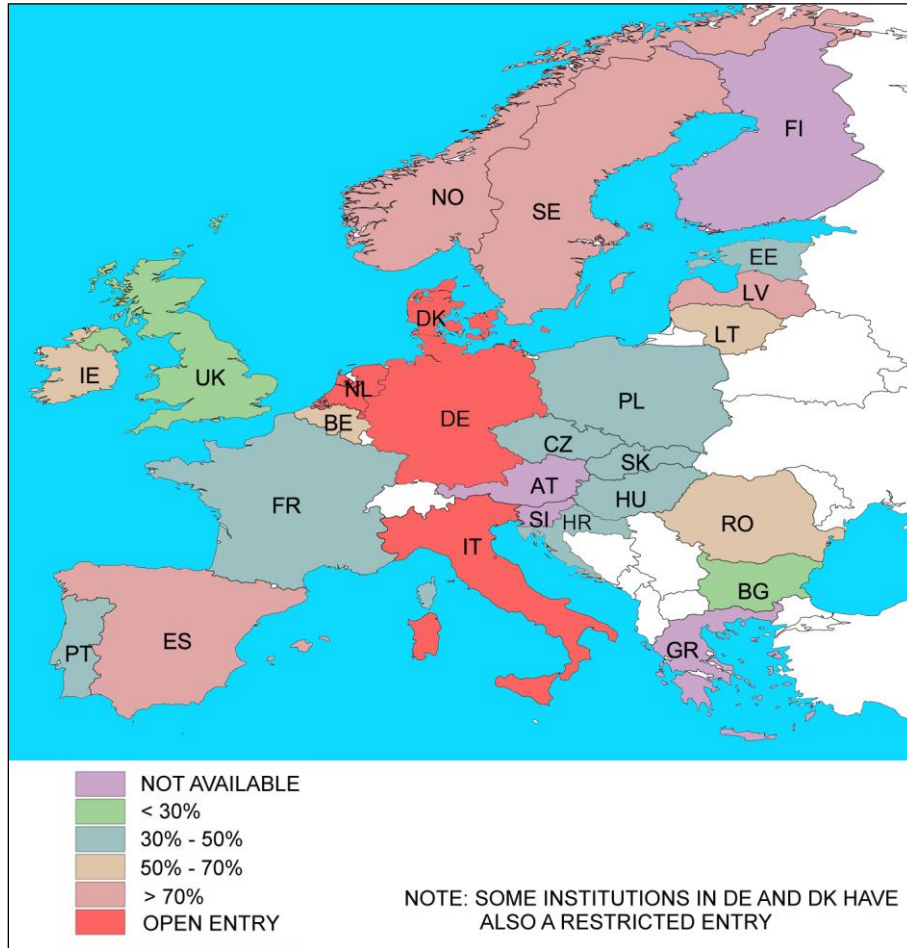 FI
NO
SE
EE
LV
DK
LT
IE
UK
NL
BE
DE
PL
CZ
SK
AT
HU
FR
SI
HR
RO
IT
BG
ES
PT
GR
NOT AVAILABLE
< 30%
30% - 50%
50% - 70%
> 70%
OPEN ENTRY
NOTE: SOME INSTITUTIONS IN DE AND DK HAVE
ALSO A RESTRICTED ENTRY